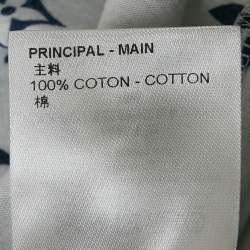 PRINCIPAL - MAIN
主料
100% COTON - COTTON
棉